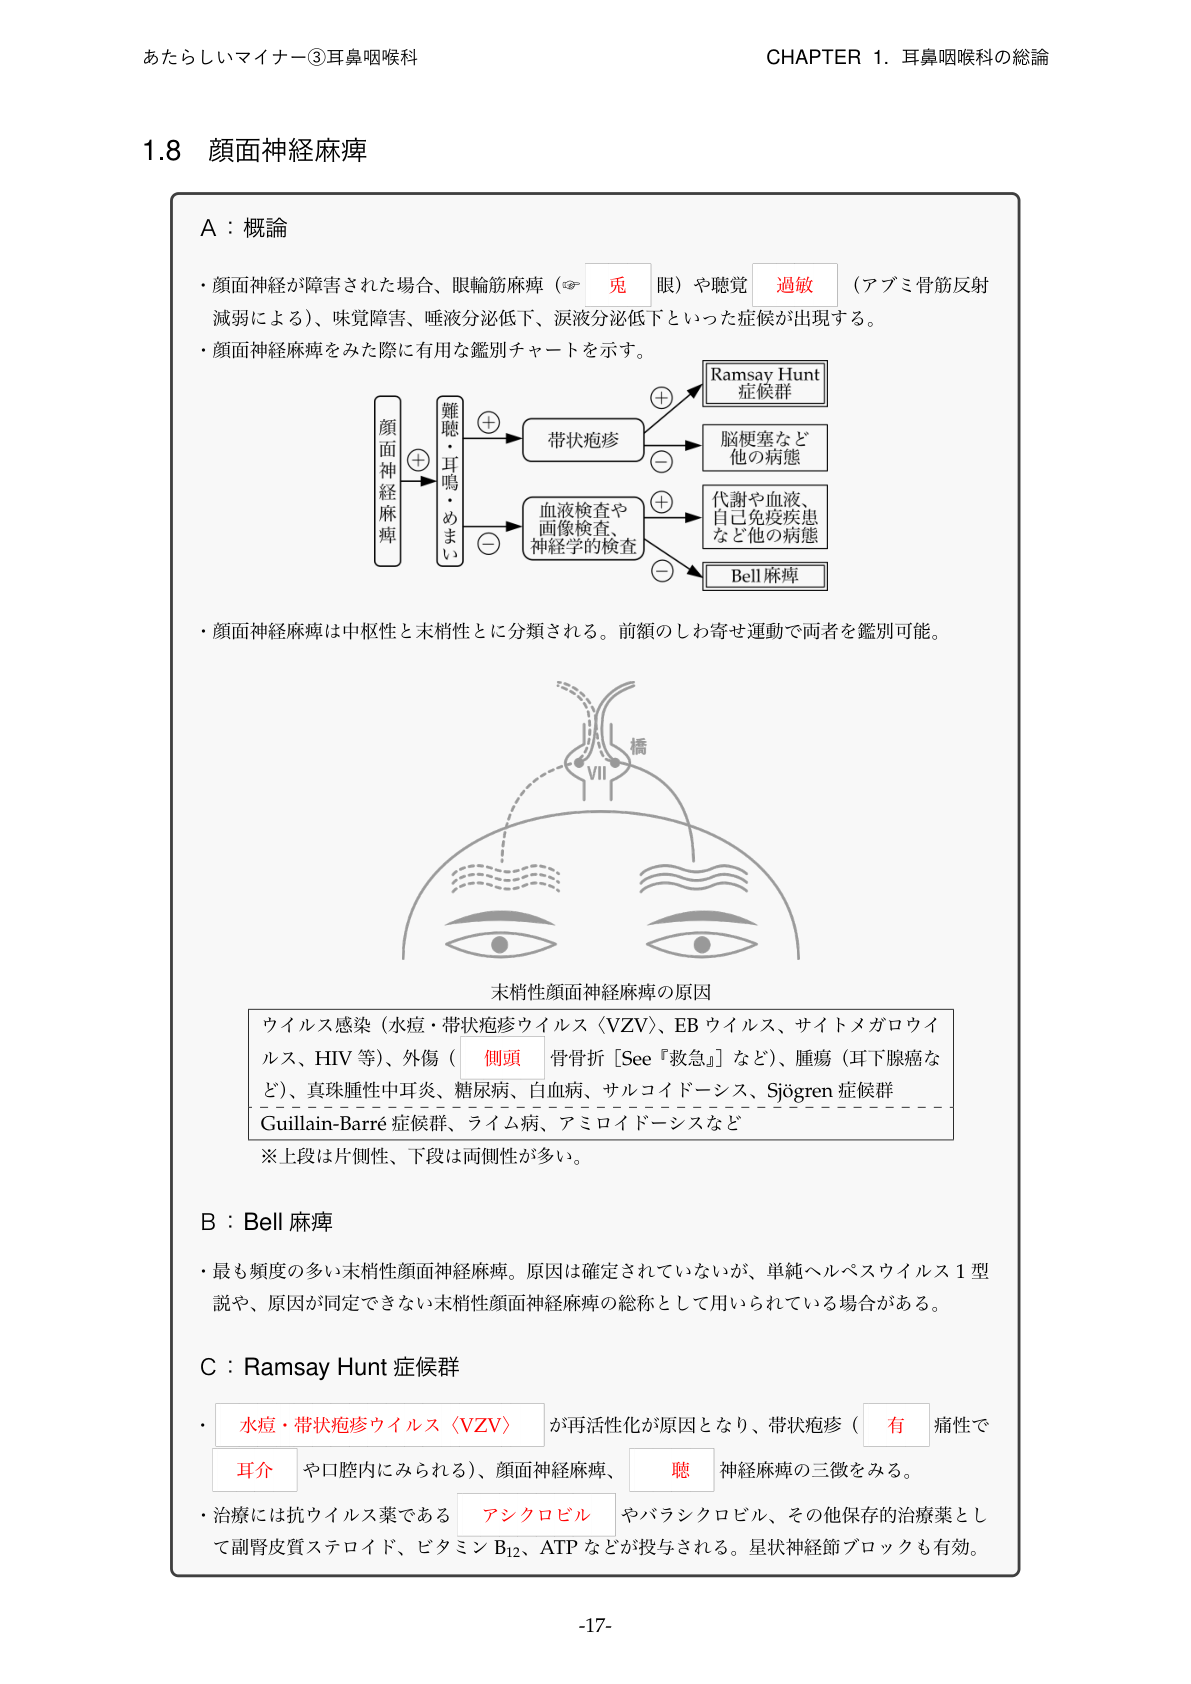 あたらしいマイナー③耳鼻咽喉科
CHAPTER 1. 耳鼻咽喉科の総論
1.8 顔面神経麻痺
A：概論
・顔面神経が障害された場合、眼輪筋麻痺（☞ 兎 眼）や聴覚 過敏 （アブミ骨筋反射
減弱による）、味覚障害、唾液分泌低下、涙液分泌低下といった症候が出現する。
・顔面神経麻痺をみた際に有用な鑑別チャートを示す。
顔面神経麻痺
＋
難聴・耳鳴・めまい
＋
帯状疱疹
＋
Ramsay Hunt
症候群
－
脳梗塞など
他の病態
－
血液検査や
画像検査、
神経学的検査
＋
代謝や血液、
自己免疫疾患
など他の病態
－
Bell 麻痺
・顔面神経麻痺は中枢性と末梢性とに分類される。前額のしわ寄せ運動で両者を鑑別可能。
橋
VII
末梢性顔面神経麻痺の原因
ウイルス感染（水痘・帯状疱疹ウイルス〈VZV〉、EB ウイルス、サイトメガロウイ
ルス、HIV 等）、外傷（ 側頭 骨骨折［See『救急』］など）、腫瘍（耳下腺癌な
ど）、真珠腫性中耳炎、糖尿病、白血病、サルコイドーシス、Sjögren 症候群
Guillain-Barré 症候群、ライム病、アミロイドーシスなど
※上段は片側性、下段は両側性が多い。
B：Bell 麻痺
・最も頻度の多い末梢性顔面神経麻痺。原因は確定されていないが、単純ヘルペスウイルス 1 型
説や、原因が同定できない末梢性顔面神経麻痺の総称として用いられている場合がある。
C：Ramsay Hunt 症候群
・ 水痘・帯状疱疹ウイルス〈VZV〉 が再活性化が原因となり、帯状疱疹（ 有 痛性で
耳介 や口腔内にみられる）、顔面神経麻痺、 聴 神経麻痺の三徴をみる。
・治療には抗ウイルス薬である アシクロビル やバラシクロビル、その他保存的治療薬とし
て副腎皮質ステロイド、ビタミン B₁₂、ATP などが投与される。星状神経節ブロックも有効。
-17-